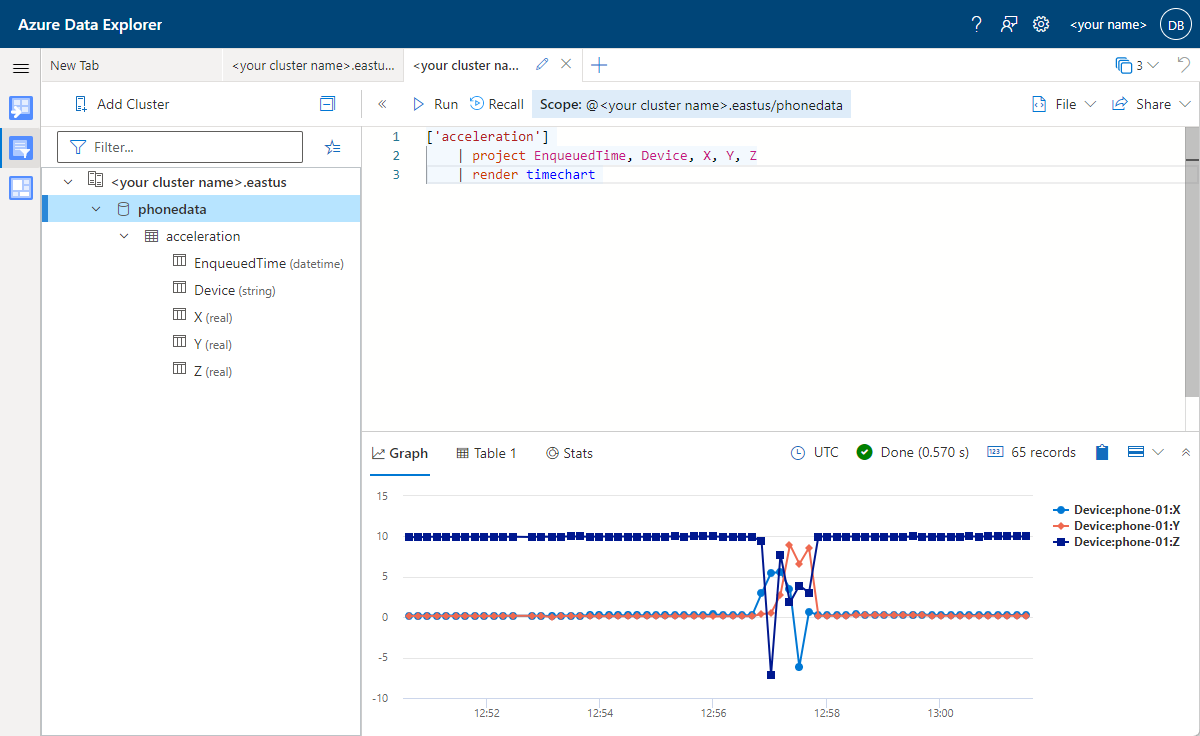 Azure Data Explorer
? <your name> DB
New Tab
<your cluster name>.eastu...
<your cluster na...
3
Add Cluster
Run
Recall
Scope: @<your cluster name>.eastus/phonedata
File
Share
Filter...
<your cluster name>.eastus
phonedata
acceleration
EnqueuedTime (datetime)
Device (string)
X (real)
Y (real)
Z (real)
1 ['acceleration']
2 | project EnqueuedTime, Device, X, Y, Z
3 | render timechart
Graph
Table 1
Stats
UTC
Done (0.570 s)
123
65 records
15
10
5
0
-5
-10
12:52
12:54
12:56
12:58
13:00
Device:phone-01:X
Device:phone-01:Y
Device:phone-01:Z